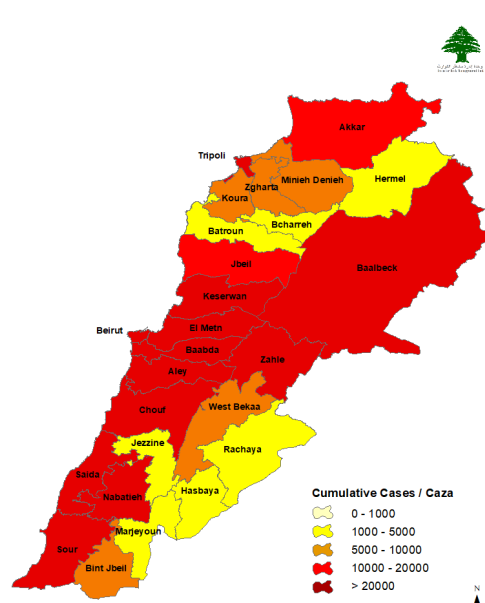 Akkar
Tripoli
Hermel
Minieh Denieh
Zgharta
Koura
Bcharreh
Batroun
Jbeil
Baalbeck
Keserwan
El Metn
Beirut
Baabda
Zahle
Aley
West Bekaa
Chouf
Jezzine
Rachaya
Saida
Hasbaya
Nabatieh
Marjeyoun
Sour
Bint Jbeil
Cumulative Cases / Caza
0 - 1000
1000 - 5000
5000 - 10000
10000 - 20000
> 20000
N